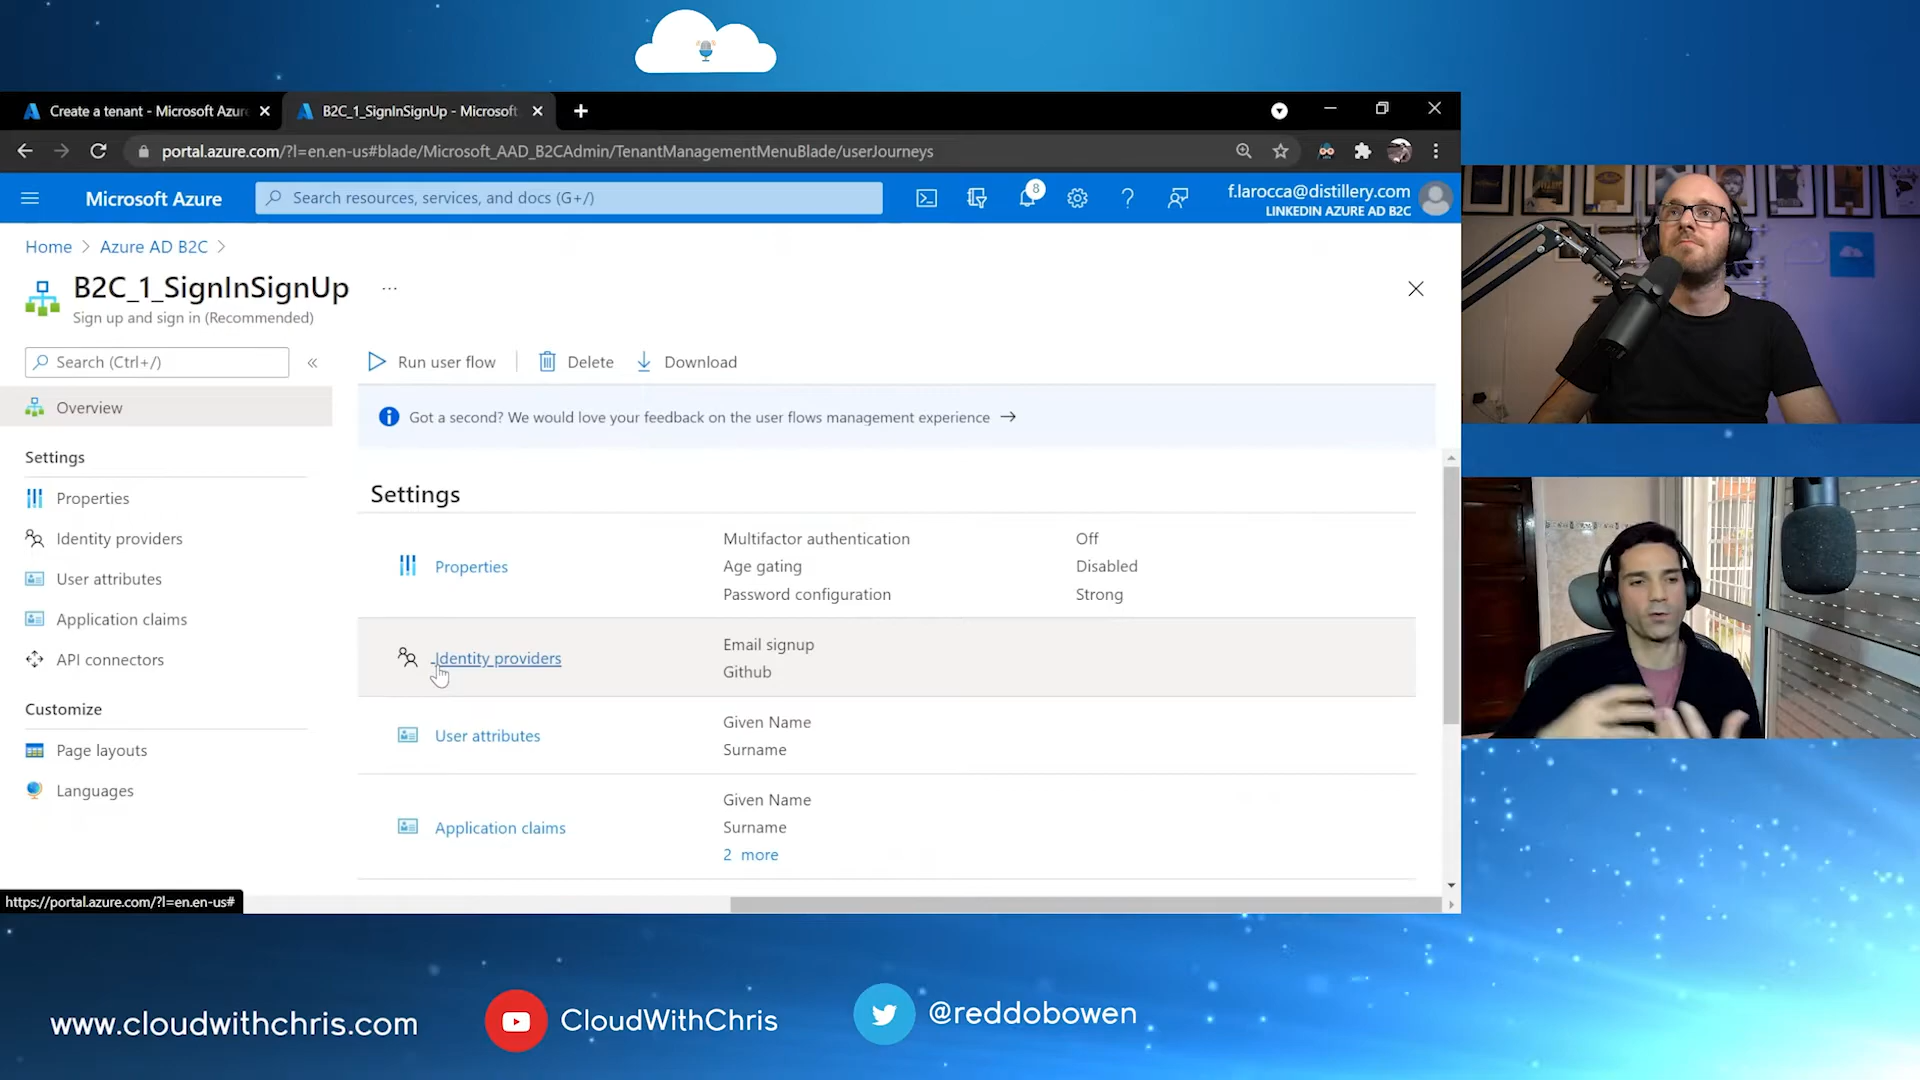 Create a tenant - Microsoft Azur
B2C_1_SignInSignUp - Microsoft
portal.azure.com/?l=en.en-us#blade/Microsoft_AAD_B2CAdmin/TenantManagementMenuBlade/userJourneys
Microsoft Azure
Search resources, services, and docs (G+/)
8
f.larocca@distillery.com
LINKEDIN AZURE AD B2C
Home > Azure AD B2C >
B2C_1_SignInSignUp ...
Sign up and sign in (Recommended)
Search (Ctrl+/)
«
Run user flow
Delete
Download
Overview
Got a second? We would love your feedback on the user flows management experience →
Settings
Properties
Identity providers
User attributes
Application claims
API connectors
Customize
Page layouts
Languages
Settings
Properties
Multifactor authentication Off
Age gating Disabled
Password configuration Strong
Identity providers
Email signup
Github
User attributes
Given Name
Surname
Application claims
Given Name
Surname
2 more
https://portal.azure.com/?l=en.en-us#
www.cloudwithchris.com
CloudWithChris
@reddobowen